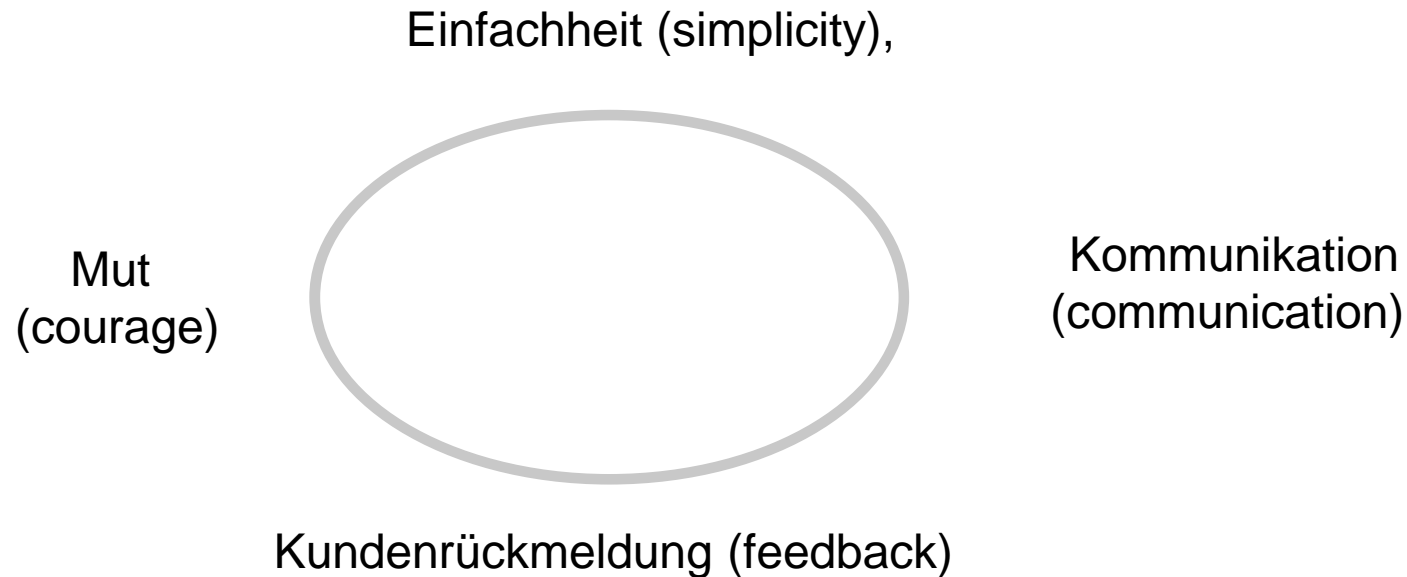 Einfachheit (simplicity),
Mut
(courage)
Kommunikation
(communication)
Kundenrückmeldung (feedback)